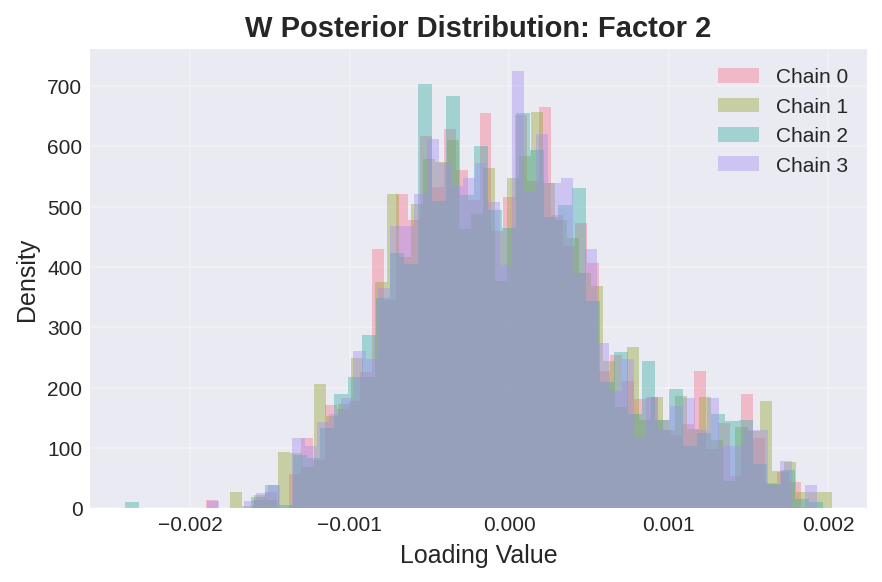 W Posterior Distribution: Factor 2
Chain 0
Chain 1
Chain 2
Chain 3
Density
700
600
500
400
300
200
100
0
−0.002
−0.001
0.000
0.001
0.002
Loading Value